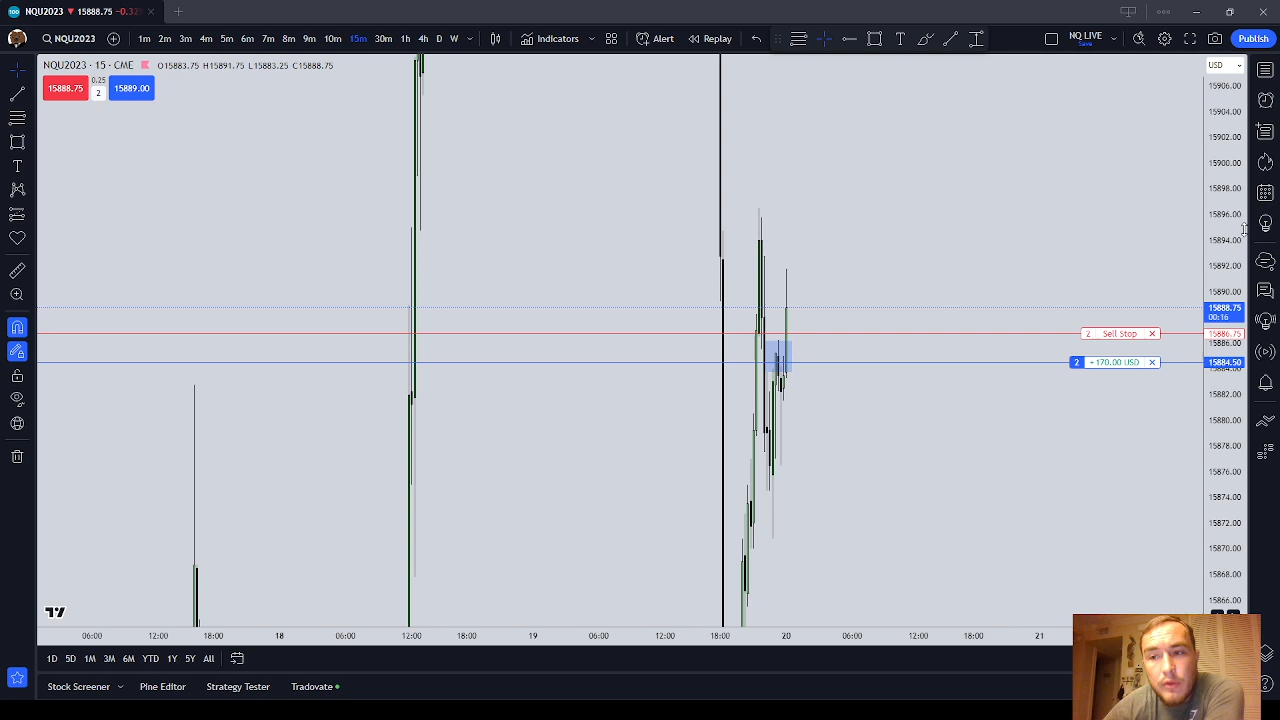 NQU2023 ▼ 15888.75 −0.32
NQU2023 1m 2m 3m 4m 5m 6m 7m 8m 9m 10m 15m 30m 1h 4h D W Indicators Alert Replay NQ LIVE Save Publish
NQU2023 · 15 · CME O15883.75 H15891.75 L15883.25 C15888.75
USD
15888.75 0.25 2 15889.00
15906.00
15904.00
15902.00
15900.00
15898.00
15896.00
15894.00
15892.00
15890.00
15888.75
00:16
2 Sell Stop 15886.75
15886.00
2 +170.00 USD 15884.50
15882.00
15880.00
15878.00
15876.00
15874.00
15872.00
15870.00
15868.00
15866.00
06:00 12:00 18:00 18 06:00 12:00 18:00 19 06:00 12:00 18:00 20 06:00 12:00 18:00 21
1D 5D 1M 3M 6M YTD 1Y 5Y All
Stock Screener Pine Editor Strategy Tester Tradovate